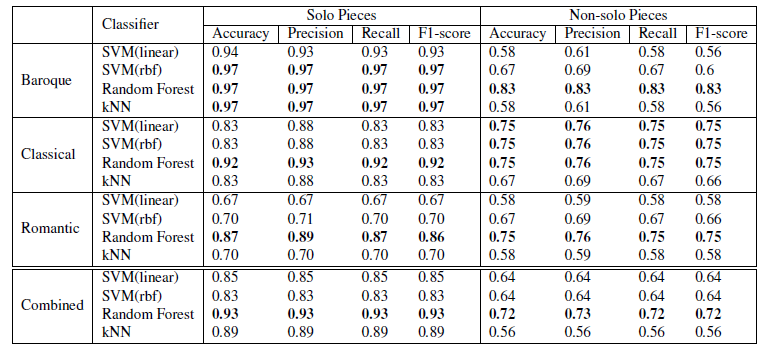 Classifier Solo Pieces Non-solo Pieces
Accuracy Precision Recall F1-score Accuracy Precision Recall F1-score
Baroque
SVM(linear) 0.94 0.93 0.93 0.93 0.58 0.61 0.58 0.56
SVM(rbf) 0.97 0.97 0.97 0.97 0.67 0.69 0.67 0.6
Random Forest 0.97 0.97 0.97 0.97 0.83 0.83 0.83 0.83
kNN 0.97 0.97 0.97 0.97 0.58 0.61 0.58 0.56
Classical
SVM(linear) 0.83 0.88 0.83 0.83 0.75 0.76 0.75 0.75
SVM(rbf) 0.83 0.88 0.83 0.83 0.75 0.76 0.75 0.75
Random Forest 0.92 0.93 0.92 0.92 0.75 0.76 0.75 0.75
kNN 0.83 0.88 0.83 0.83 0.67 0.69 0.67 0.66
Romantic
SVM(linear) 0.67 0.67 0.67 0.67 0.58 0.59 0.58 0.58
SVM(rbf) 0.70 0.71 0.70 0.70 0.67 0.69 0.67 0.66
Random Forest 0.87 0.89 0.87 0.86 0.75 0.76 0.75 0.75
kNN 0.70 0.70 0.70 0.70 0.58 0.59 0.58 0.58
Combined
SVM(linear) 0.85 0.85 0.85 0.85 0.64 0.64 0.64 0.64
SVM(rbf) 0.83 0.83 0.83 0.83 0.64 0.64 0.64 0.64
Random Forest 0.93 0.93 0.93 0.93 0.72 0.73 0.72 0.72
kNN 0.89 0.89 0.89 0.89 0.56 0.56 0.56 0.56